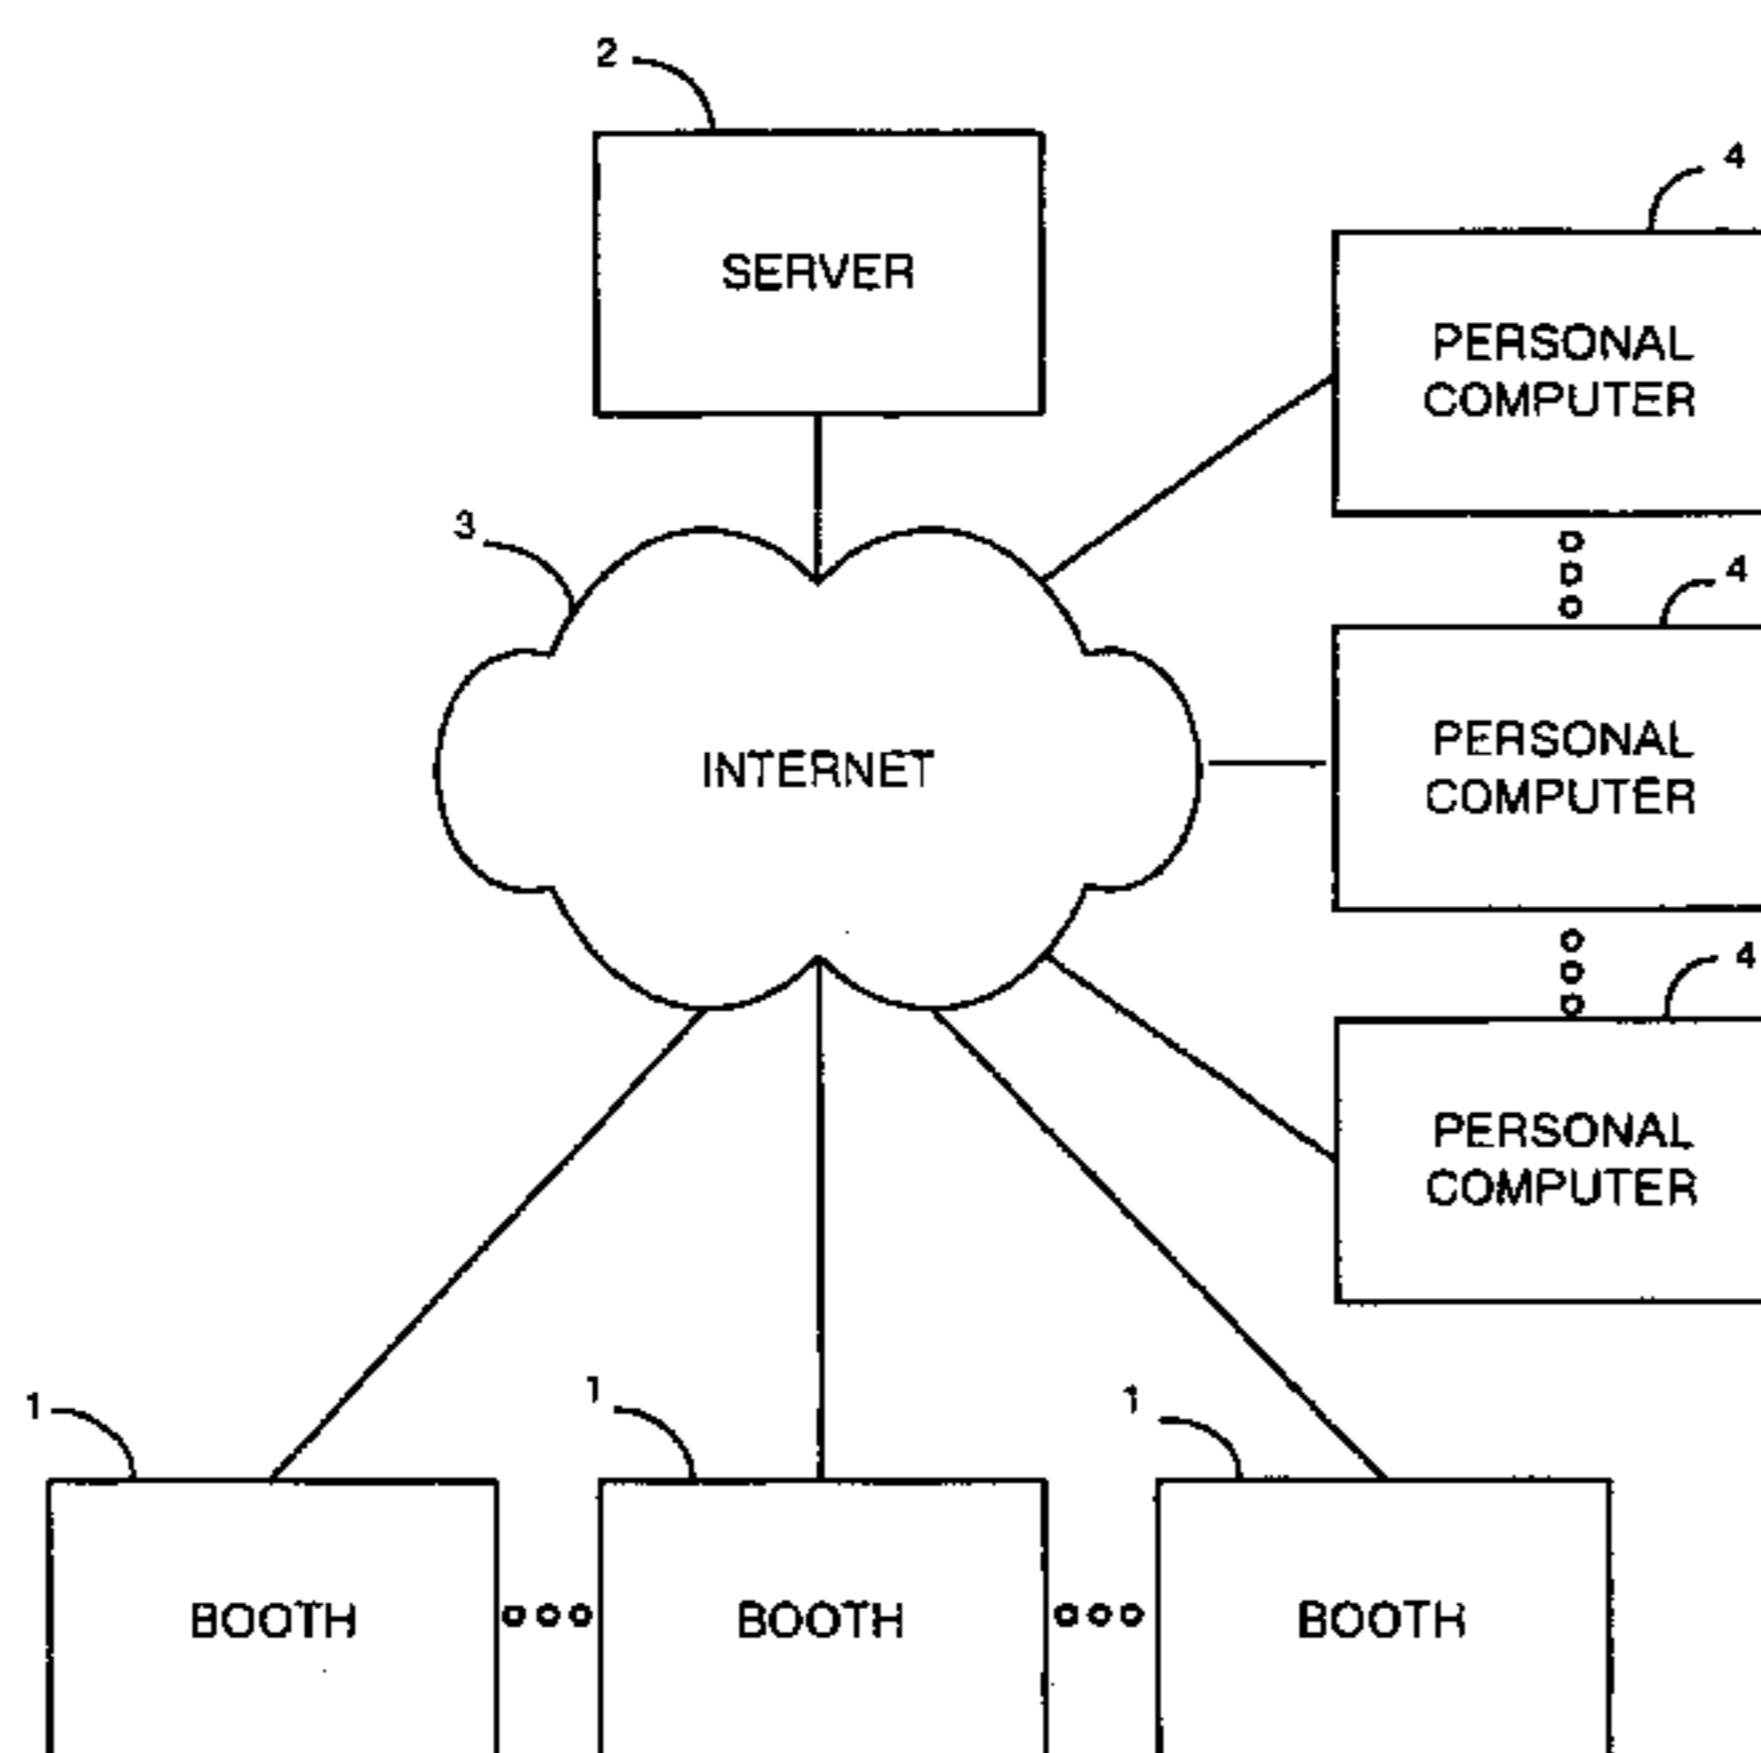 2
SERVER
4
PERSONAL
COMPUTER
3
4
INTERNET
PERSONAL
COMPUTER
4
PERSONAL
COMPUTER
1
1
1
BOOTH
BOOTH
BOOTH